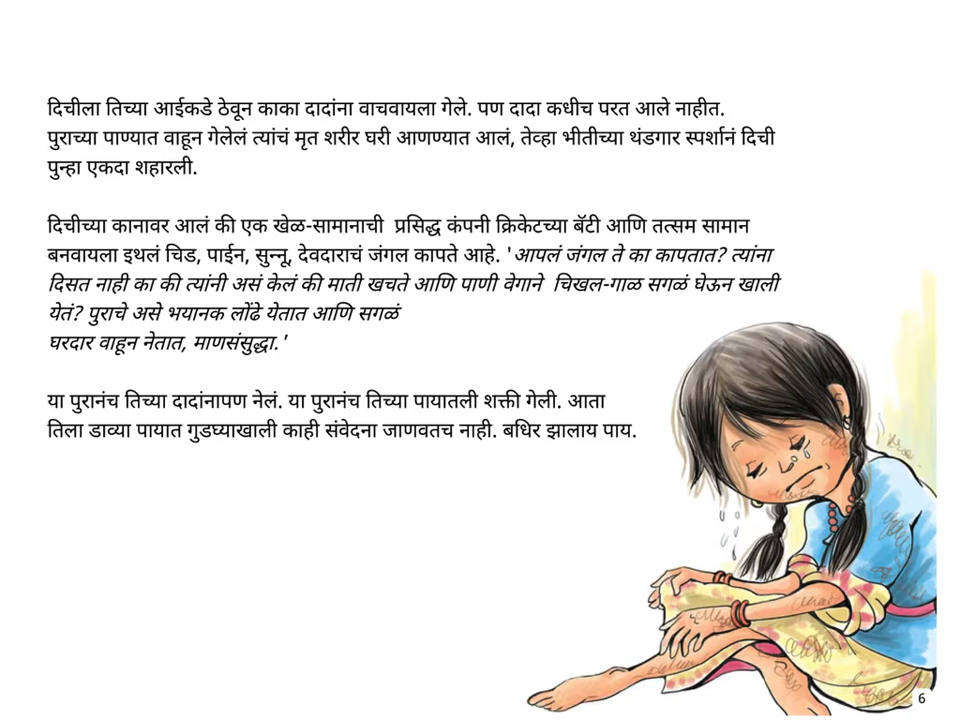 दिचीला तिच्या आईकडे ठेवून काका दादांना वाचवायला गेले. पण दादा कधीच परत आले नाहीत.
पुराच्या पाण्यात वाहून गेलेलं त्यांचं मृत शरीर घरी आणण्यात आलं, तेव्हा भीतीच्या थंडगार स्पर्शानं दिची
पुन्हा एकदा शहारली.
दिचीच्या कानावर आलं की एक खेळ-सामानाची प्रसिद्ध कंपनी क्रिकेटच्या बॅटी आणि तत्सम सामान
बनवायला इथलं चिड, पाईन, सुन्नू, देवदाराचं जंगल कापते आहे. 'आपलं जंगल ते का कापतात? त्यांना
दिसत नाही का की त्यांनी असं केलं की माती खचते आणि पाणी वेगाने चिखल-गाळ सगळं घेऊन खाली
येतं? पुराचे असे भयानक लोंढे येतात आणि सगळं
घरदार वाहून नेतात, माणसंसुद्धा.'
या पुरानंच तिच्या दादांनापण नेलं. या पुरानंच तिच्या पायातली शक्ती गेली. आता
तिला डाव्या पायात गुडघ्याखाली काही संवेदना जाणवतच नाही. बधिर झालाय पाय.
6